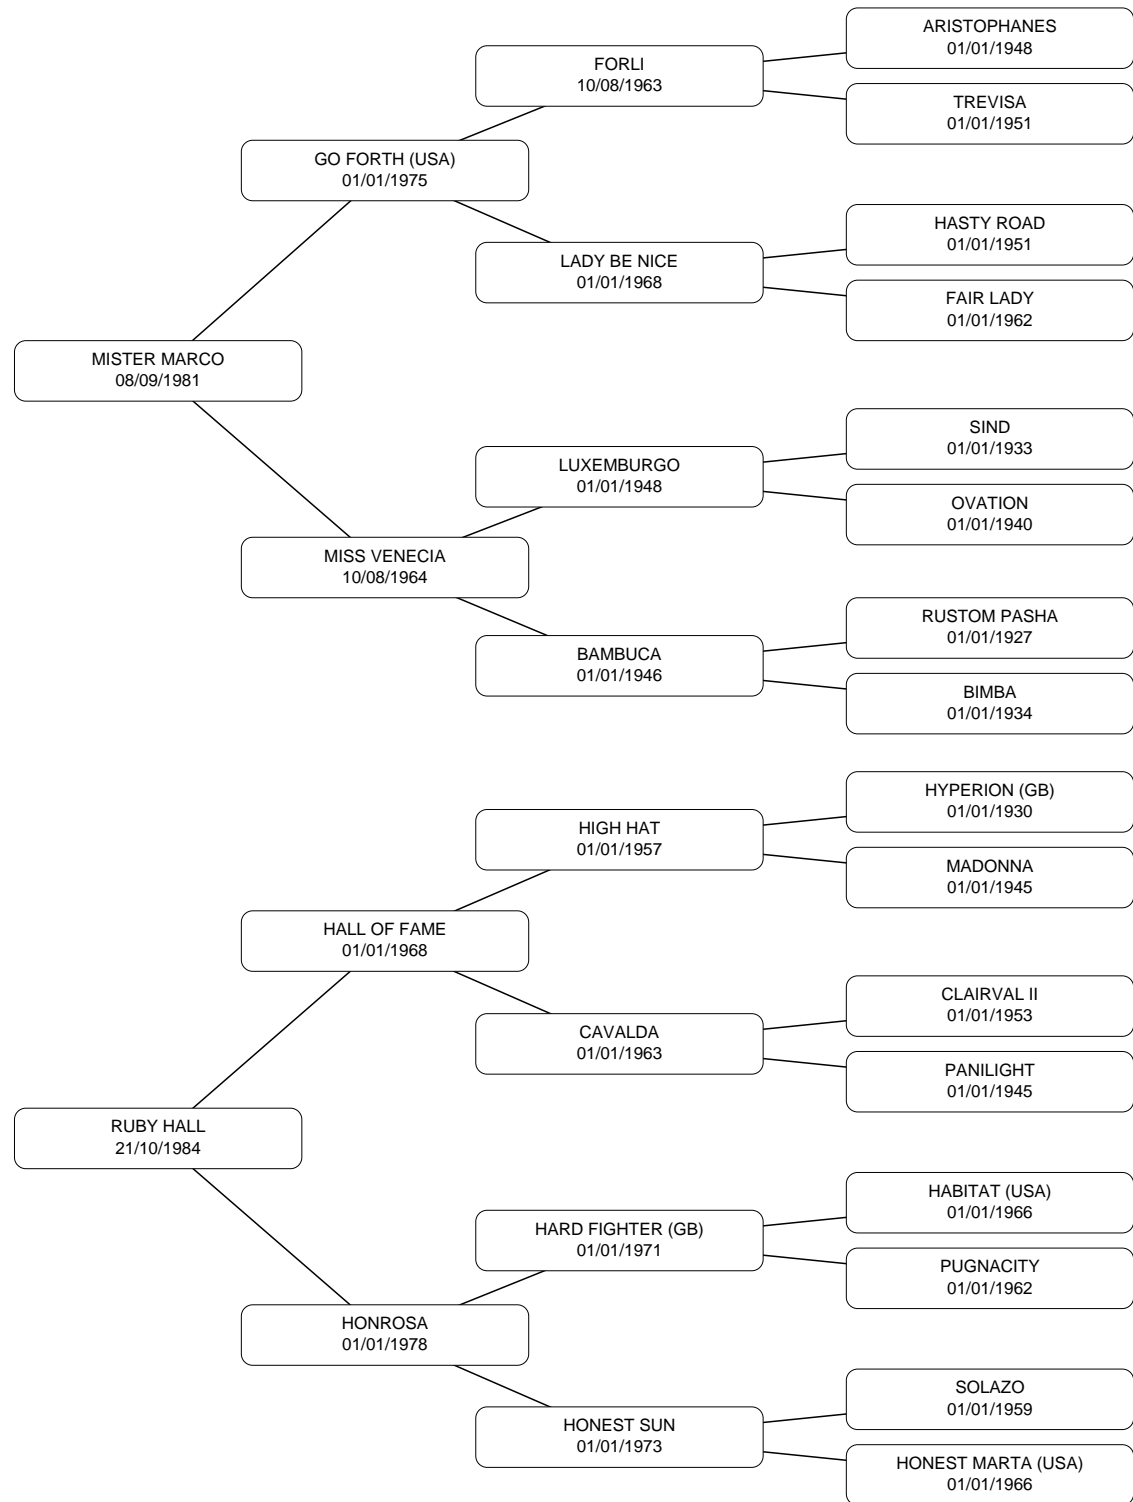 ARISTOPHANES
01/01/1948
FORLI
10/08/1963
TREVISA
01/01/1951
GO FORTH (USA)
01/01/1975
HASTY ROAD
01/01/1951
LADY BE NICE
01/01/1968
FAIR LADY
01/01/1962
MISTER MARCO
08/09/1981
SIND
01/01/1933
LUXEMBURGO
01/01/1948
OVATION
01/01/1940
MISS VENECIA
10/08/1964
RUSTOM PASHA
01/01/1927
BAMBUCA
01/01/1946
BIMBA
01/01/1934
HYPERION (GB)
01/01/1930
HIGH HAT
01/01/1957
MADONNA
01/01/1945
HALL OF FAME
01/01/1968
CLAIRVAL II
01/01/1953
CAVALDA
01/01/1963
PANILIGHT
01/01/1945
RUBY HALL
21/10/1984
HABITAT (USA)
01/01/1966
HARD FIGHTER (GB)
01/01/1971
PUGNACITY
01/01/1962
HONROSA
01/01/1978
SOLAZO
01/01/1959
HONEST SUN
01/01/1973
HONEST MARTA (USA)
01/01/1966